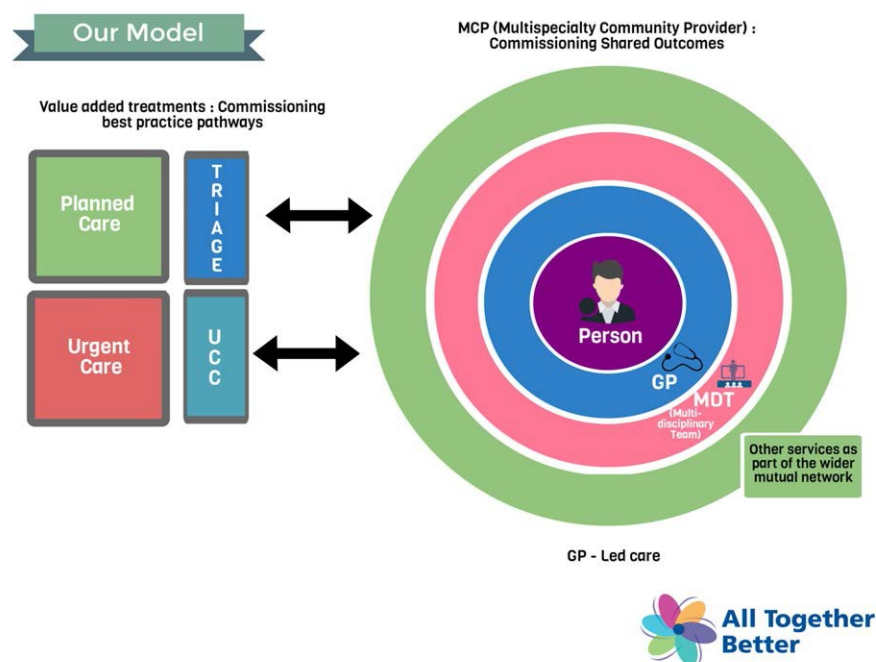 Our Model
MCP (Multispecialty Community Provider) :
Commissioning Shared Outcomes
Value added treatments : Commissioning
best practice pathways
Planned
Care
TRIAGE
Urgent
Care
UCC
Person
GP
MDT
(Multi-
disciplinary
Team)
Other services as
part of the wider
mutual network
GP - Led care
All Together
Better